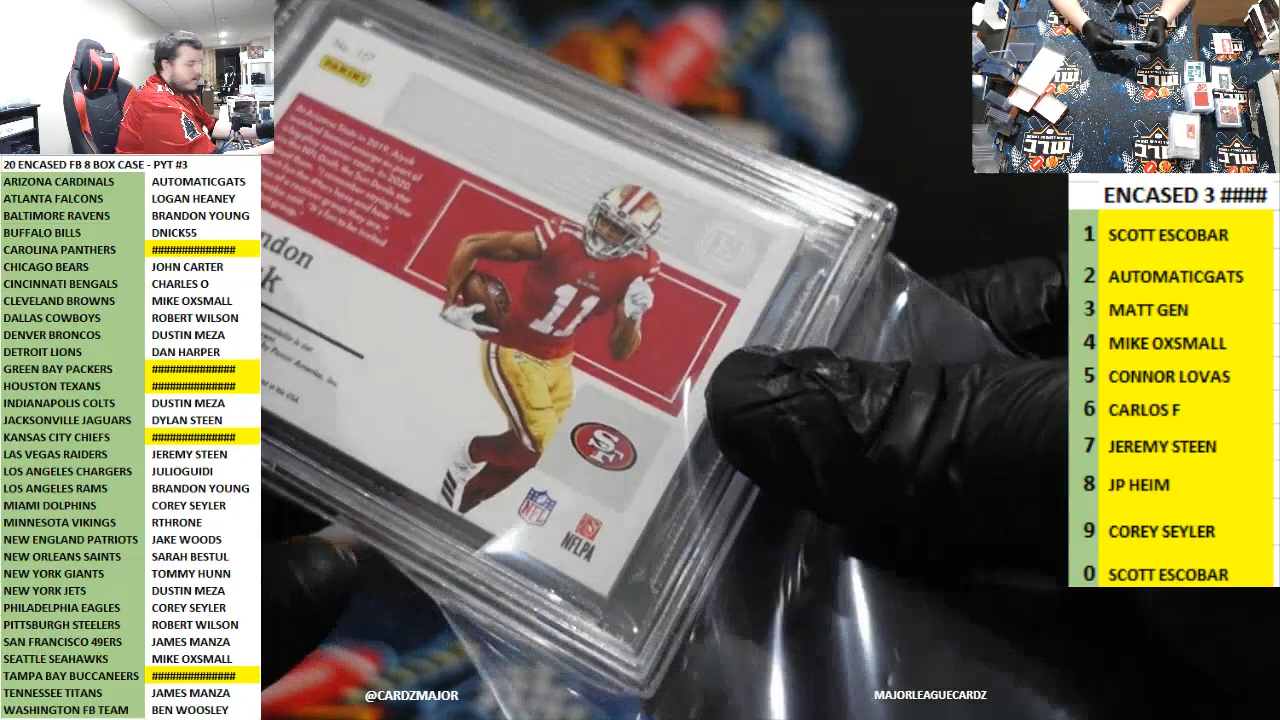 20 ENCASED FB 8 BOX CASE - PYT #3
ARIZONA CARDINALS AUTOMATICGATS
ATLANTA FALCONS LOGAN HEANEY
BALTIMORE RAVENS BRANDON YOUNG
BUFFALO BILLS DNICK55
CAROLINA PANTHERS ##############
CHICAGO BEARS JOHN CARTER
CINCINNATI BENGALS CHARLES O
CLEVELAND BROWNS MIKE OXSMALL
DALLAS COWBOYS ROBERT WILSON
DENVER BRONCOS DUSTIN MEZA
DETROIT LIONS DAN HARPER
GREEN BAY PACKERS ##############
HOUSTON TEXANS ##############
INDIANAPOLIS COLTS DUSTIN MEZA
JACKSONVILLE JAGUARS DYLAN STEEN
KANSAS CITY CHIEFS ##############
LAS VEGAS RAIDERS JEREMY STEEN
LOS ANGELES CHARGERS JULIOGUIDI
LOS ANGELES RAMS BRANDON YOUNG
MIAMI DOLPHINS COREY SEYLER
MINNESOTA VIKINGS RTHRONE
NEW ENGLAND PATRIOTS JAKE WOODS
NEW ORLEANS SAINTS SARAH BESTUL
NEW YORK GIANTS TOMMY HUNN
NEW YORK JETS DUSTIN MEZA
PHILADELPHIA EAGLES COREY SEYLER
PITTSBURGH STEELERS ROBERT WILSON
SAN FRANCISCO 49ERS JAMES MANZA
SEATTLE SEAHAWKS MIKE OXSMALL
TAMPA BAY BUCCANEERS ##############
TENNESSEE TITANS JAMES MANZA
WASHINGTON FB TEAM BEN WOOSLEY
No.
PANINI
11
SF
NFL
NFLPA
@CARDZMAJOR
MAJORLEAGUECARDZ
ENCASED 3 ####
1 SCOTT ESCOBAR
2 AUTOMATICGATS
3 MATT GEN
4 MIKE OXSMALL
5 CONNOR LOVAS
6 CARLOS F
7 JEREMY STEEN
8 JP HEIM
9 COREY SEYLER
0 SCOTT ESCOBAR